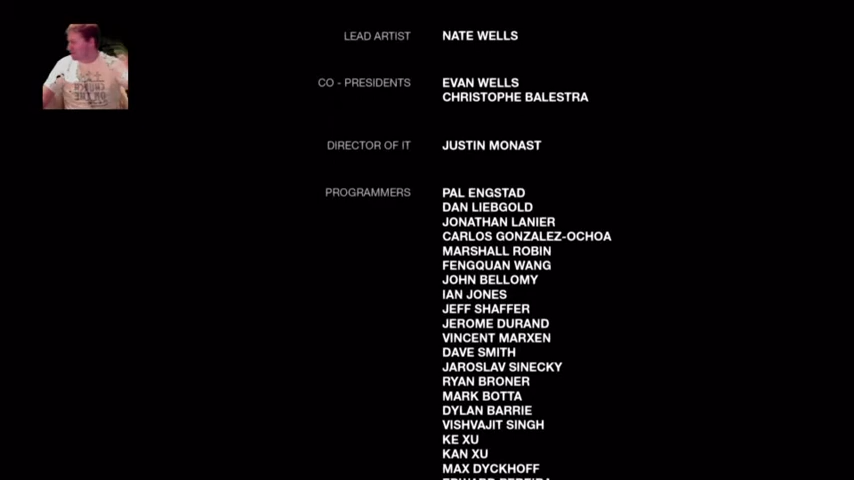 LEAD ARTIST NATE WELLS
CO - PRESIDENTS EVAN WELLS
CHRISTOPHE BALESTRA
DIRECTOR OF IT JUSTIN MONAST
PROGRAMMERS PAL ENGSTAD
DAN LIEBGOLD
JONATHAN LANIER
CARLOS GONZALEZ-OCHOA
MARSHALL ROBIN
FENGQUAN WANG
JOHN BELLOMY
IAN JONES
JEFF SHAFFER
JEROME DURAND
VINCENT MARXEN
DAVE SMITH
JAROSLAV SINECKY
RYAN BRONER
MARK BOTTA
DYLAN BARRIE
VISHVAJIT SINGH
KE XU
KAN XU
MAX DYCKHOFF